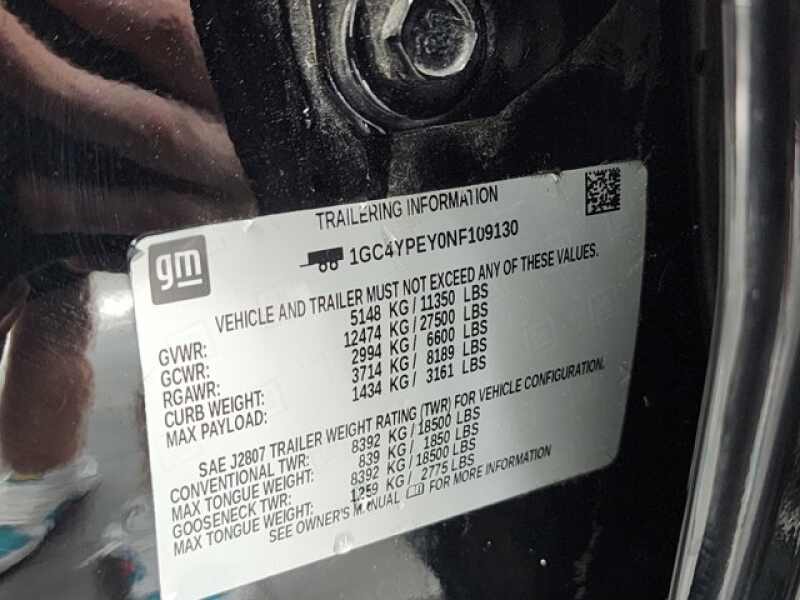 gm
TRAILERING INFORMATION
1GC4YPEY0NF109130
VEHICLE AND TRAILER MUST NOT EXCEED ANY OF THESE VALUES.
GVWR: 5148 KG / 11350 LBS
GCWR: 12474 KG / 27500 LBS
RGAWR: 2994 KG / 6600 LBS
CURB WEIGHT: 3714 KG / 8189 LBS
MAX PAYLOAD: 1434 KG / 3161 LBS
SAE J2807 TRAILER WEIGHT RATING (TWR) FOR VEHICLE CONFIGURATION.
CONVENTIONAL TWR: 8392 KG / 18500 LBS
MAX TONGUE WEIGHT: 839 KG / 1850 LBS
GOOSENECK TWR: 8392 KG / 18500 LBS
MAX TONGUE WEIGHT: 1259 KG / 2775 LBS
SEE OWNER'S MANUAL FOR MORE INFORMATION